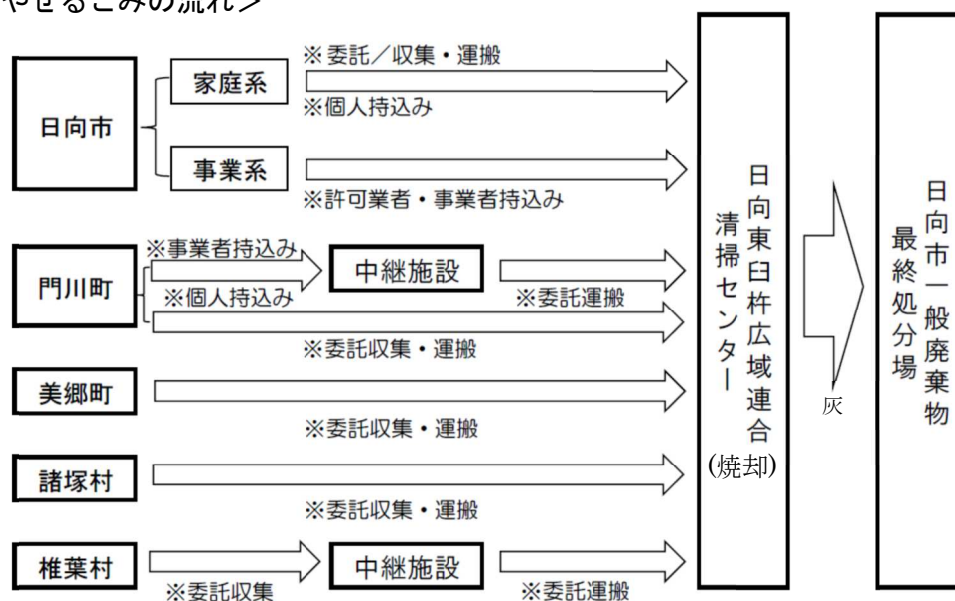 やせるごみの流れ＞
日向市
家庭系
※委託／収集・運搬
※個人持込み
事業系
※許可業者・事業者持込み
門川町
※事業者持込み
※個人持込み
中継施設
※委託運搬
※委託収集・運搬
美郷町
※委託収集・運搬
諸塚村
※委託収集・運搬
椎葉村
※委託収集
中継施設
※委託運搬
日向東臼杵広域連合
清掃センター
(焼却)
灰
日向市一般廃棄物
最終処分場